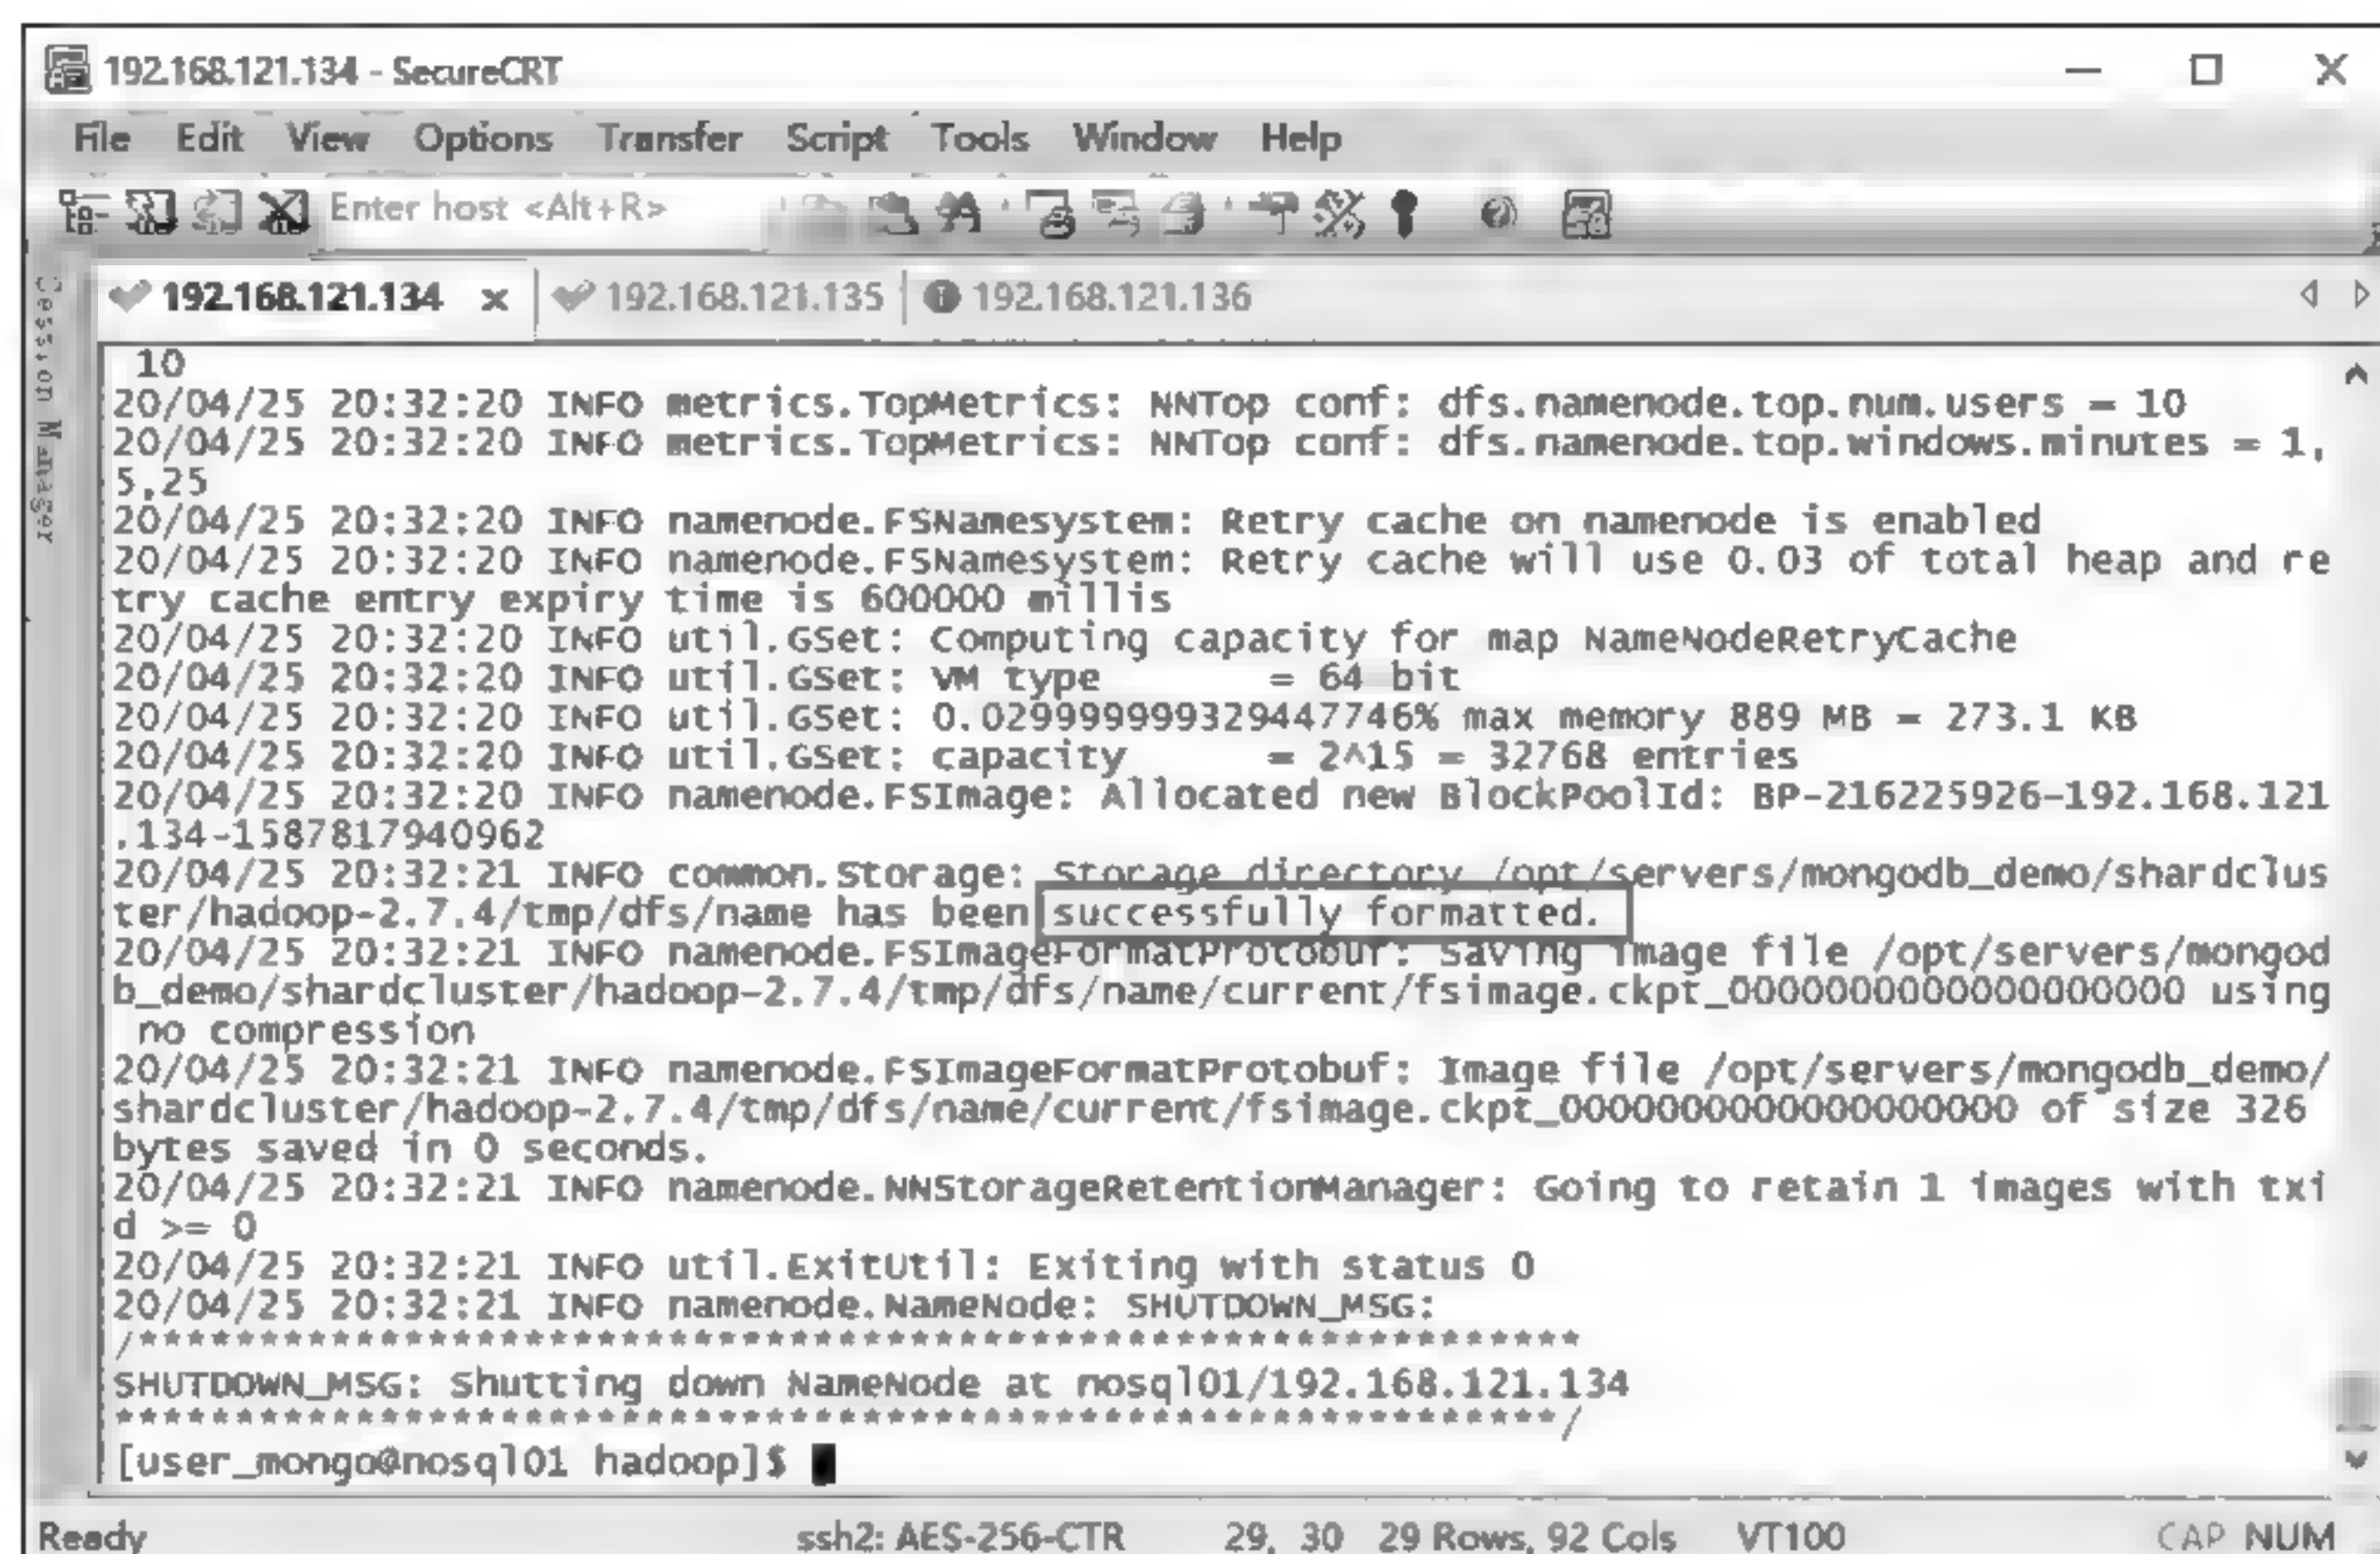 192.168.121.134 - SecureCRT
File Edit View Options Transfer Script Tools Window Help
Enter host <Alt+R>
192.168.121.134 x 192.168.121.135 192.168.121.136
Session Manager
10
20/04/25 20:32:20 INFO metrics.TopMetrics: NNTop conf: dfs.namenode.top.num.users = 10
20/04/25 20:32:20 INFO metrics.TopMetrics: NNTop conf: dfs.namenode.top.windows.minutes = 1,
5,25
20/04/25 20:32:20 INFO namenode.FSNamesystem: Retry cache on namenode is enabled
20/04/25 20:32:20 INFO namenode.FSNamesystem: Retry cache will use 0.03 of total heap and re
try cache entry expiry time is 600000 millis
20/04/25 20:32:20 INFO util.GSet: Computing capacity for map NameNodeRetryCache
20/04/25 20:32:20 INFO util.GSet: VM type       = 64-bit
20/04/25 20:32:20 INFO util.GSet: 0.029999999329447746% max memory 889 MB = 273.1 KB
20/04/25 20:32:20 INFO util.GSet: capacity      = 2^15 = 32768 entries
20/04/25 20:32:20 INFO namenode.FSImage: Allocated new BlockPoolId: BP-216225926-192.168.121
.134-1587817940962
20/04/25 20:32:21 INFO common.Storage: Storage directory /opt/servers/mongodb_demo/shardclus
ter/hadoop-2.7.4/tmp/dfs/name has been successfully formatted.
20/04/25 20:32:21 INFO namenode.FSImageFormatProtobuf: Saving image file /opt/servers/mongod
b_demo/shardcluster/hadoop-2.7.4/tmp/dfs/name/current/fsimage.ckpt_0000000000000000000 using
no compression
20/04/25 20:32:21 INFO namenode.FSImageFormatProtobuf: Image file /opt/servers/mongodb_demo/
shardcluster/hadoop-2.7.4/tmp/dfs/name/current/fsimage.ckpt_0000000000000000000 of size 326
bytes saved in 0 seconds.
20/04/25 20:32:21 INFO namenode.NNStorageRetentionManager: Going to retain 1 images with txi
d >= 0
20/04/25 20:32:21 INFO util.ExitUtil: Exiting with status 0
20/04/25 20:32:21 INFO namenode.NameNode: SHUTDOWN_MSG:
/************************************************************
SHUTDOWN_MSG: Shutting down NameNode at nosql01/192.168.121.134
************************************************************/
[user_mongo@nosql01 hadoop]$
Ready ssh2: AES-256-CTR 29, 30 29 Rows, 92 Cols VT100 CAP NUM